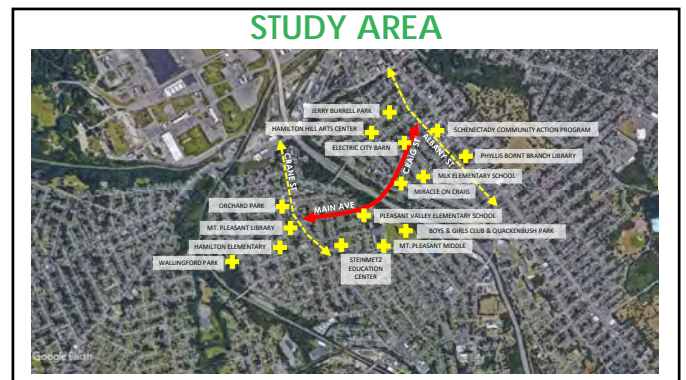 STUDY AREA
JERRY BURRELL PARK
HAMILTON HILL ARTS CENTER
SCHENECTADY COMMUNITY ACTION PROGRAM
ELECTRIC CITY BARN
CRAIG ST
ALBANY ST
PHYLLIS BORNT BRANCH LIBRARY
CRANE ST
MLK ELEMENTARY SCHOOL
MIRACLE ON CRAIG
ORCHARD PARK
MAIN AVE
PLEASANT VALLEY ELEMENTARY SCHOOL
MT. PLEASANT LIBRARY
BOYS & GIRLS CLUB & QUACKENBUSH PARK
HAMILTON ELEMENTARY
MT. PLEASANT MIDDLE
WALLINGFORD PARK
STEINMETZ
EDUCATION
CENTER
Google Earth